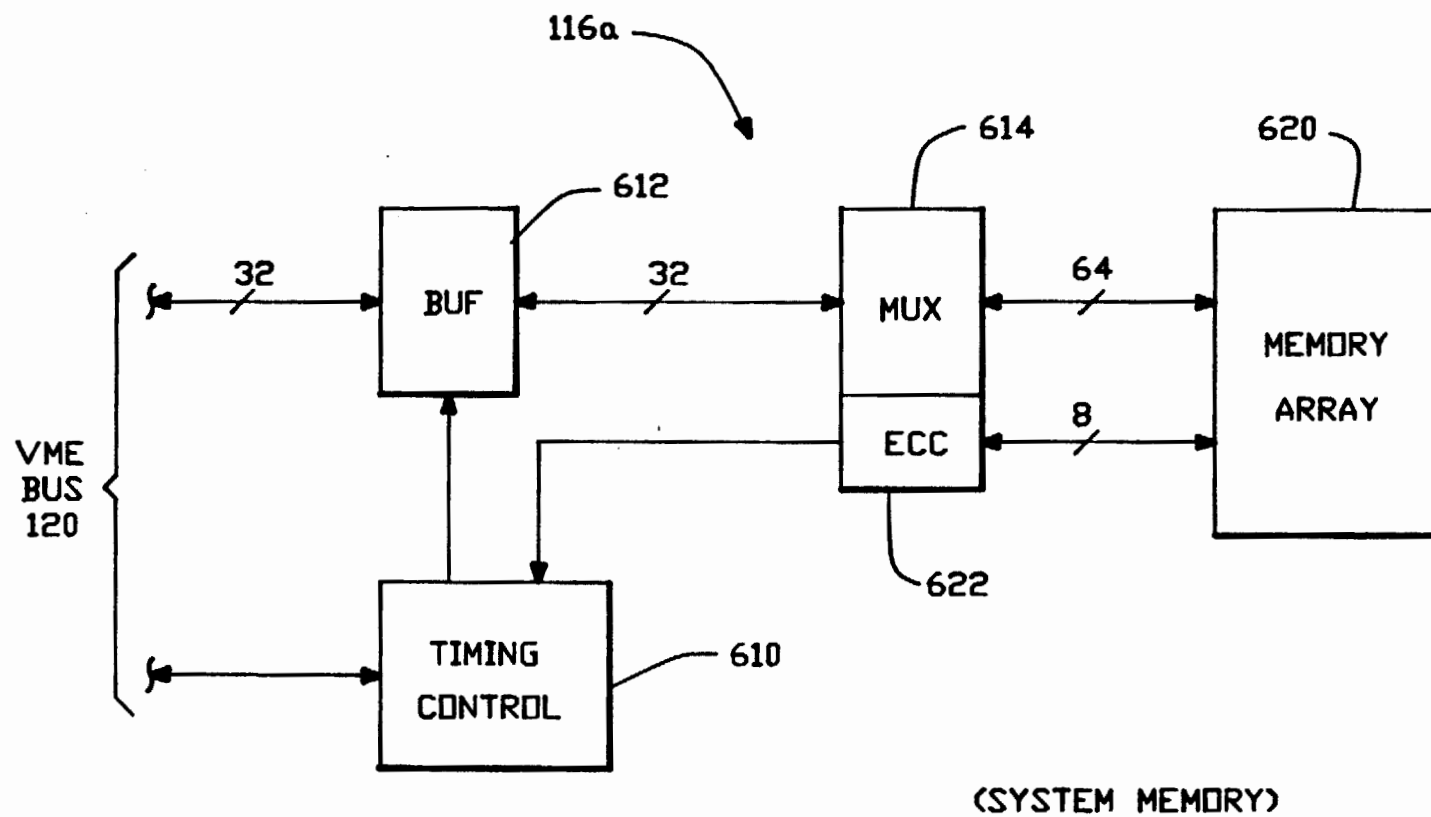 116a
614
620
612
32
BUF
32
MUX
64
MEMORY
ARRAY
ECC
8
VME
BUS
120
622
TIMING
CONTROL
610
(SYSTEM MEMORY)